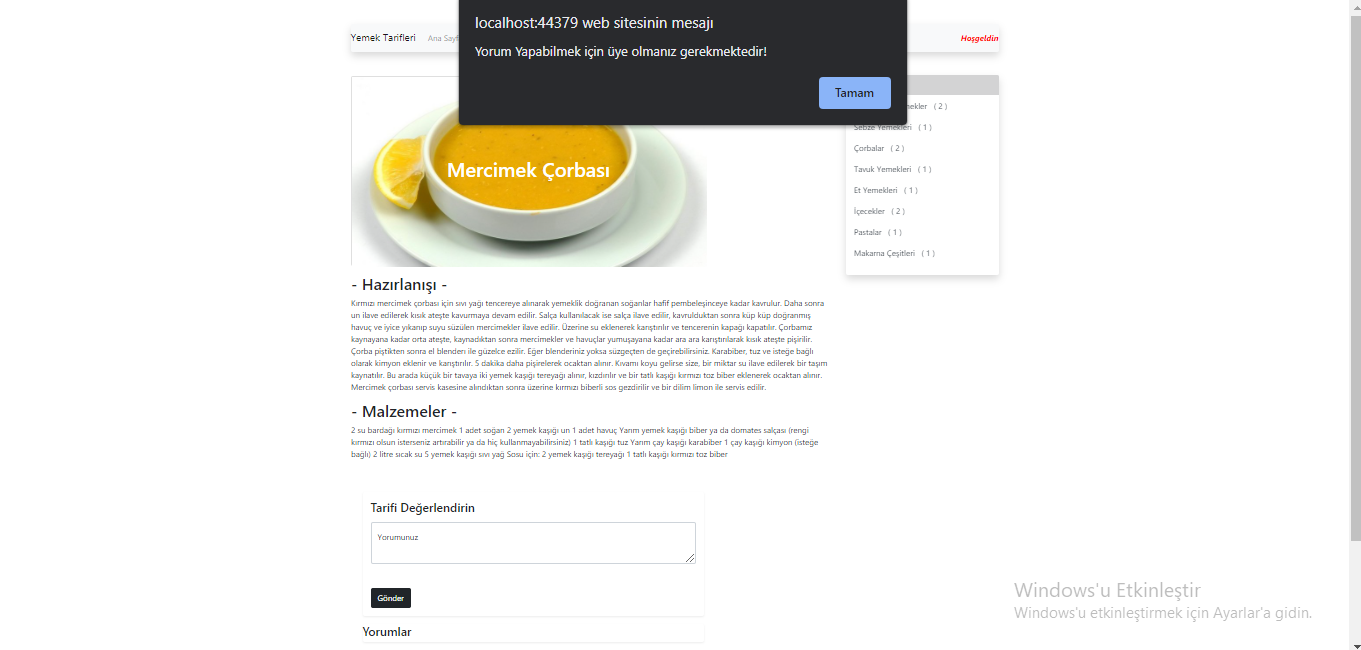 localhost:44379 web sitesinin mesajı
Yorum Yapabilmek için üye olmanız gerekmektedir!
Tamam
Yemek Tarifleri
Ana Sayf
Hoşgeldin
Mercimek Çorbası
( 2 )
Sebze Yemekleri ( 1 )
Çorbalar ( 2 )
Tavuk Yemekleri ( 1 )
Et Yemekleri ( 1 )
İçecekler ( 2 )
Pastalar ( 1 )
Makarna Çeşitleri ( 1 )
- Hazırlanışı -
Kırmızı mercimek çorbası için sıvı yağı tencereye alınarak yemeklik doğranan soğanlar hafif pembeleşinceye kadar kavrulur. Daha sonra
un ilave edilerek kısık ateşte kavurmaya devam edilir. Salça kullanılacak ise salça ilave edilir, kavrulduktan sonra küp küp doğranmış
havuç ve iyice yıkanıp suyu süzülen mercimekler ilave edilir. Üzerine su eklenerek karıştırılır ve tencerenin kapağı kapatılır. Çorbamız
kaynayana kadar orta ateşte, kaynadıktan sonra mercimekler ve havuçlar yumuşayana kadar ara ara karıştırılarak kısık ateşte pişirilir.
Çorba piştikten sonra el blenderı ile güzelce ezilir. Eğer blenderiniz yoksa süzgeçten de geçirebilirsiniz. Karabiber, tuz ve isteğe bağlı
olarak kimyon eklenir ve karıştırılır. 5 dakika daha pişirelerek ocaktan alınır. Kıvamı koyu gelirse size, bir miktar su ilave edilerek bir taşım
kaynatılır. Bu arada küçük bir tavaya iki yemek kaşığı tereyağı alınır, kızdırılır ve bir tatlı kaşığı kırmızı toz biber eklenerek ocaktan alınır.
Mercimek çorbası servis kasesine alındıktan sonra üzerine kırmızı biberli sos gezdirilir ve bir dilim limon ile servis edilir.
- Malzemeler -
2 su bardağı kırmızı mercimek 1 adet soğan 2 yemek kaşığı un 1 adet havuç Yarım yemek kaşığı biber ya da domates salçası (rengi
kırmızı olsun isterseniz artırabilir ya da hiç kullanmayabilirsiniz) 1 tatlı kaşığı tuz Yarım çay kaşığı karabiber 1 çay kaşığı kimyon (isteğe
bağlı) 2 litre sıcak su 5 yemek kaşığı sıvı yağ Sosu için: 2 yemek kaşığı tereyağı 1 tatlı kaşığı kırmızı toz biber
Tarifi Değerlendirin
Yorumunuz
Gönder
Yorumlar
Windows'u Etkinleştir
Windows'u etkinleştirmek için Ayarlar'a gidin.